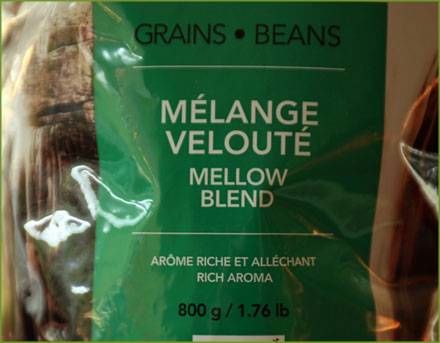 GRAINS • BEANS
MÉLANGE
VELOUTÉ
MELLOW
BLEND
ARÔME RICHE ET ALLÉCHANT
RICH AROMA
800 g / 1.76 lb